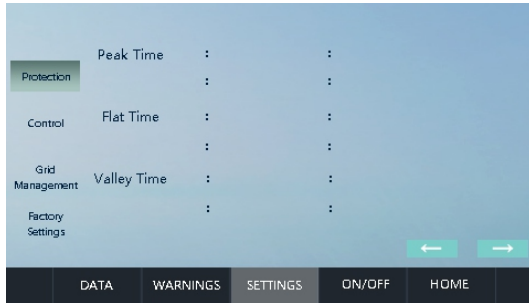 Peak Time : :
: :
Protection
Flat Time : :
Control
: :
Grid
Management
Valley Time : :
: :
Factory
Settings
← →
DATA WARNINGS SETTINGS ON/OFF HOME